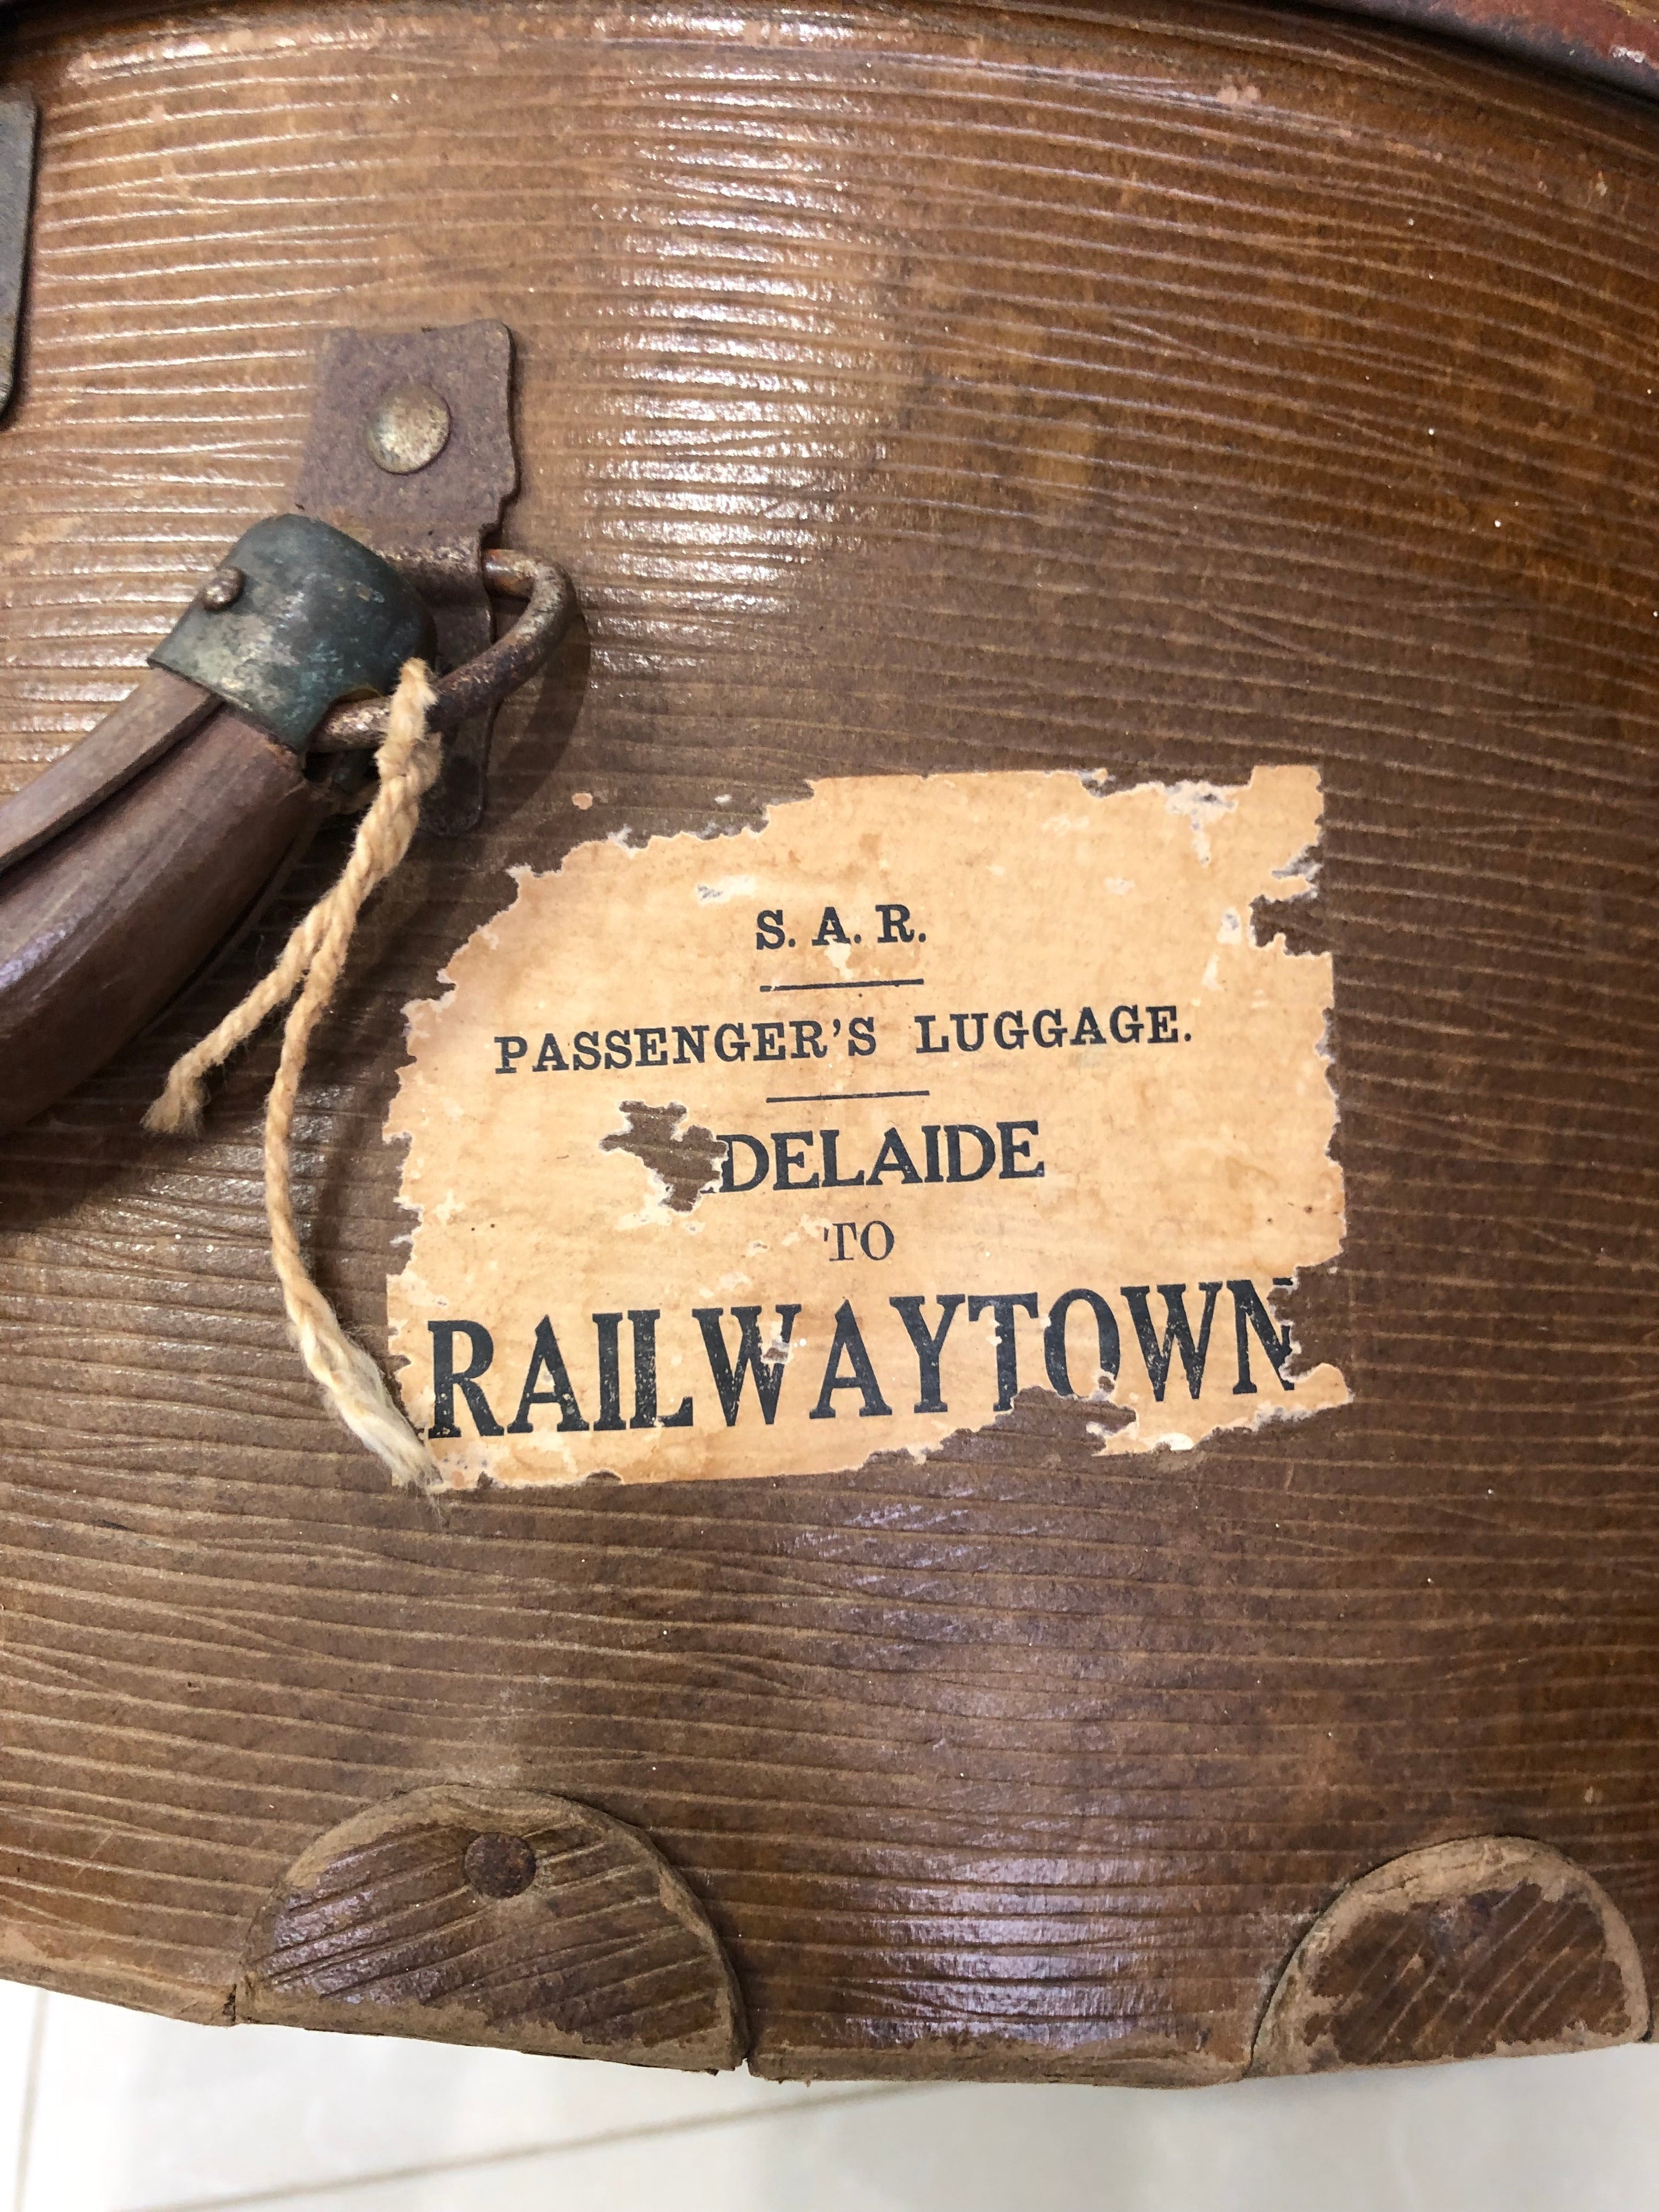 S. A. R.
PASSENGER'S LUGGAGE.
DELAIDE
TO
RAILWAYTOWN